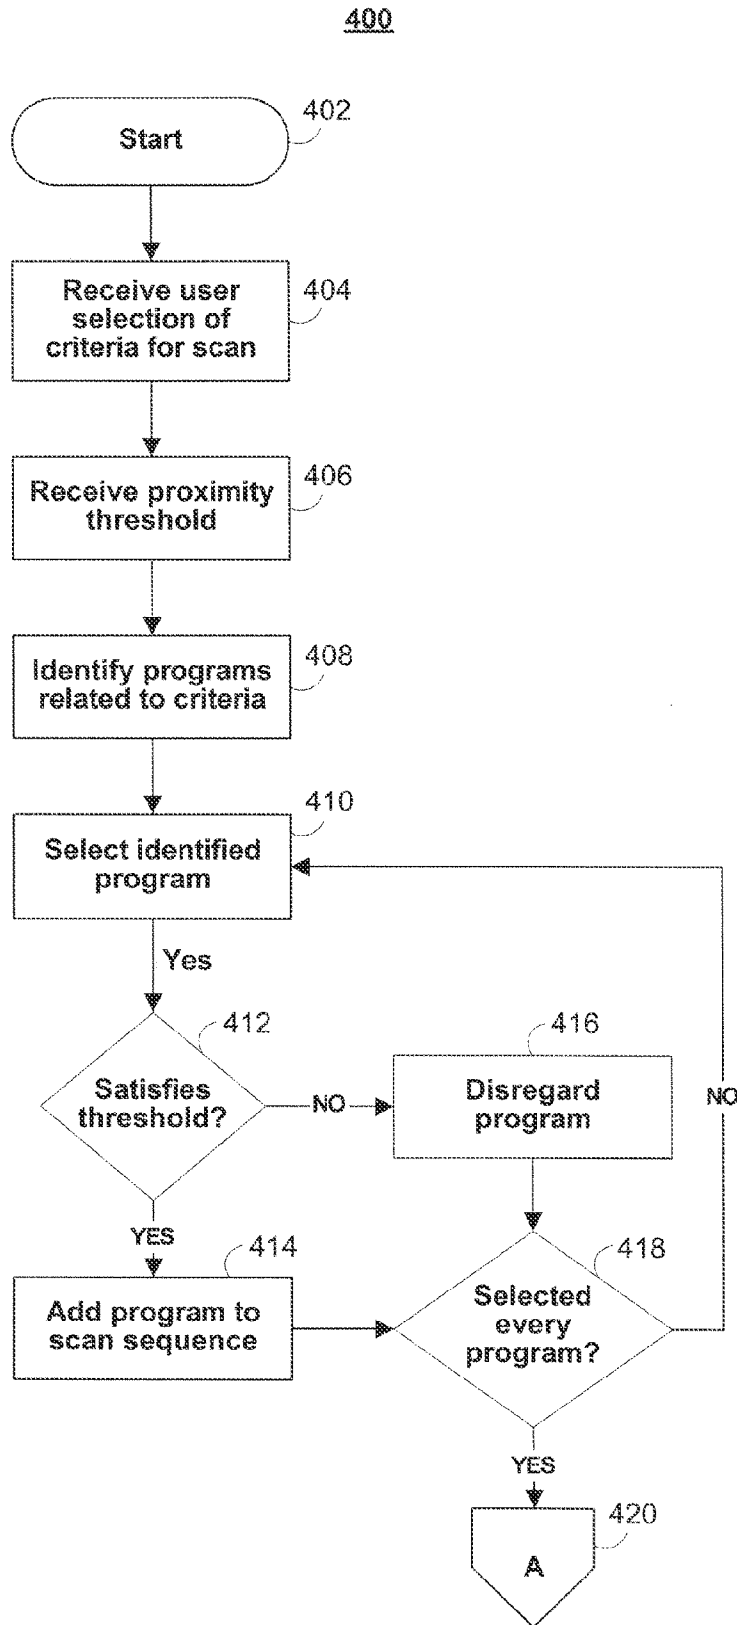 400
Start
402
Receive user
selection of
criteria for scan
404
Receive proximity
threshold
406
Identify programs
related to criteria
408
Select identified
program
410
Yes
Satisfies
threshold?
412
NO
Disregard
program
416
NO
YES
Add program to
scan sequence
414
Selected
every
program?
418
YES
A
420